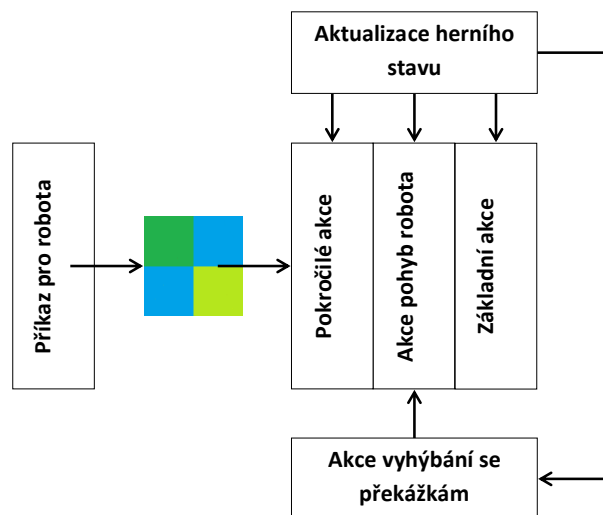 Aktualizace herního
stavu
Příkaz pro robota
Pokročilé akce
Akce pohyb robota
Základní akce
Akce vyhýbání se
překážkám